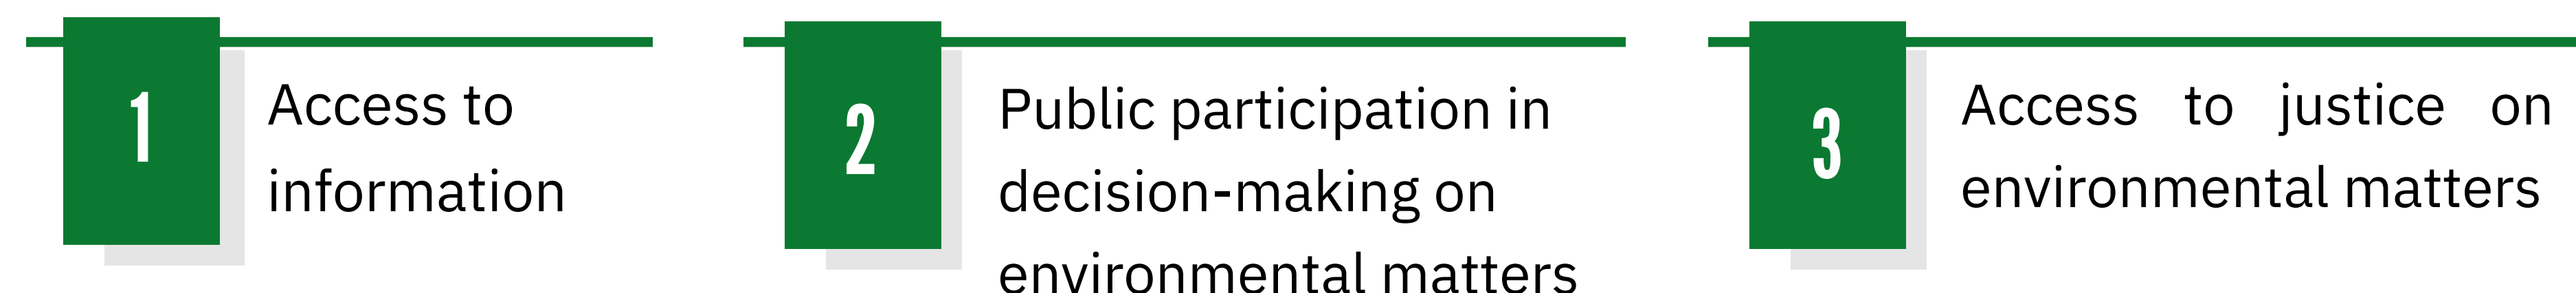 1
Access to
information
2
Public participation in
decision-making on
environmental matters
3
Access to justice on
environmental matters